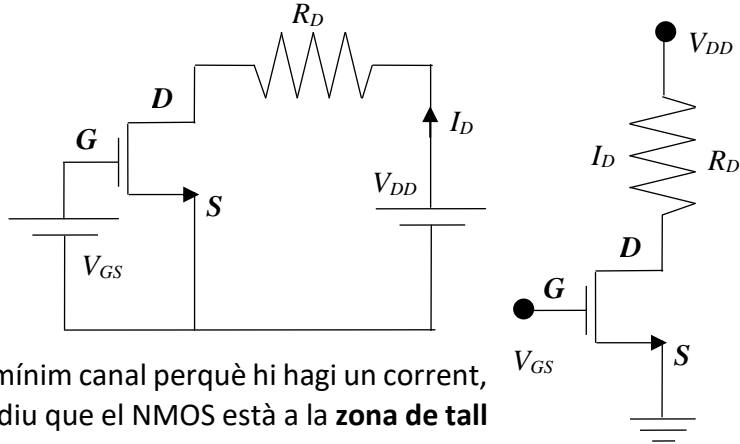 R_D
D
G
I_D
V_DD
S
V_GS
V_DD
I_D
R_D
D
G
V_GS
S
mínim canal perquè hi hagi un corrent,
diu que el NMOS està a la zona de tall